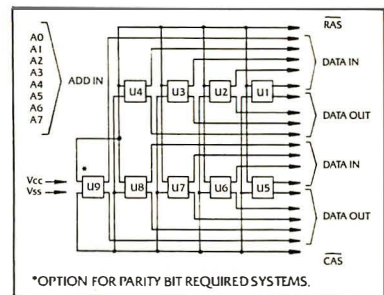 A0
A1
A2
A3
A4
A5
A6
A7
ADD IN
RAS
DATA IN
U4 U3 U2 U1
DATA OUT
DATA IN
*
Vcc
Vss
U9 U8 U7 U6 U5
DATA OUT
CAS
*OPTION FOR PARITY BIT REQUIRED SYSTEMS.